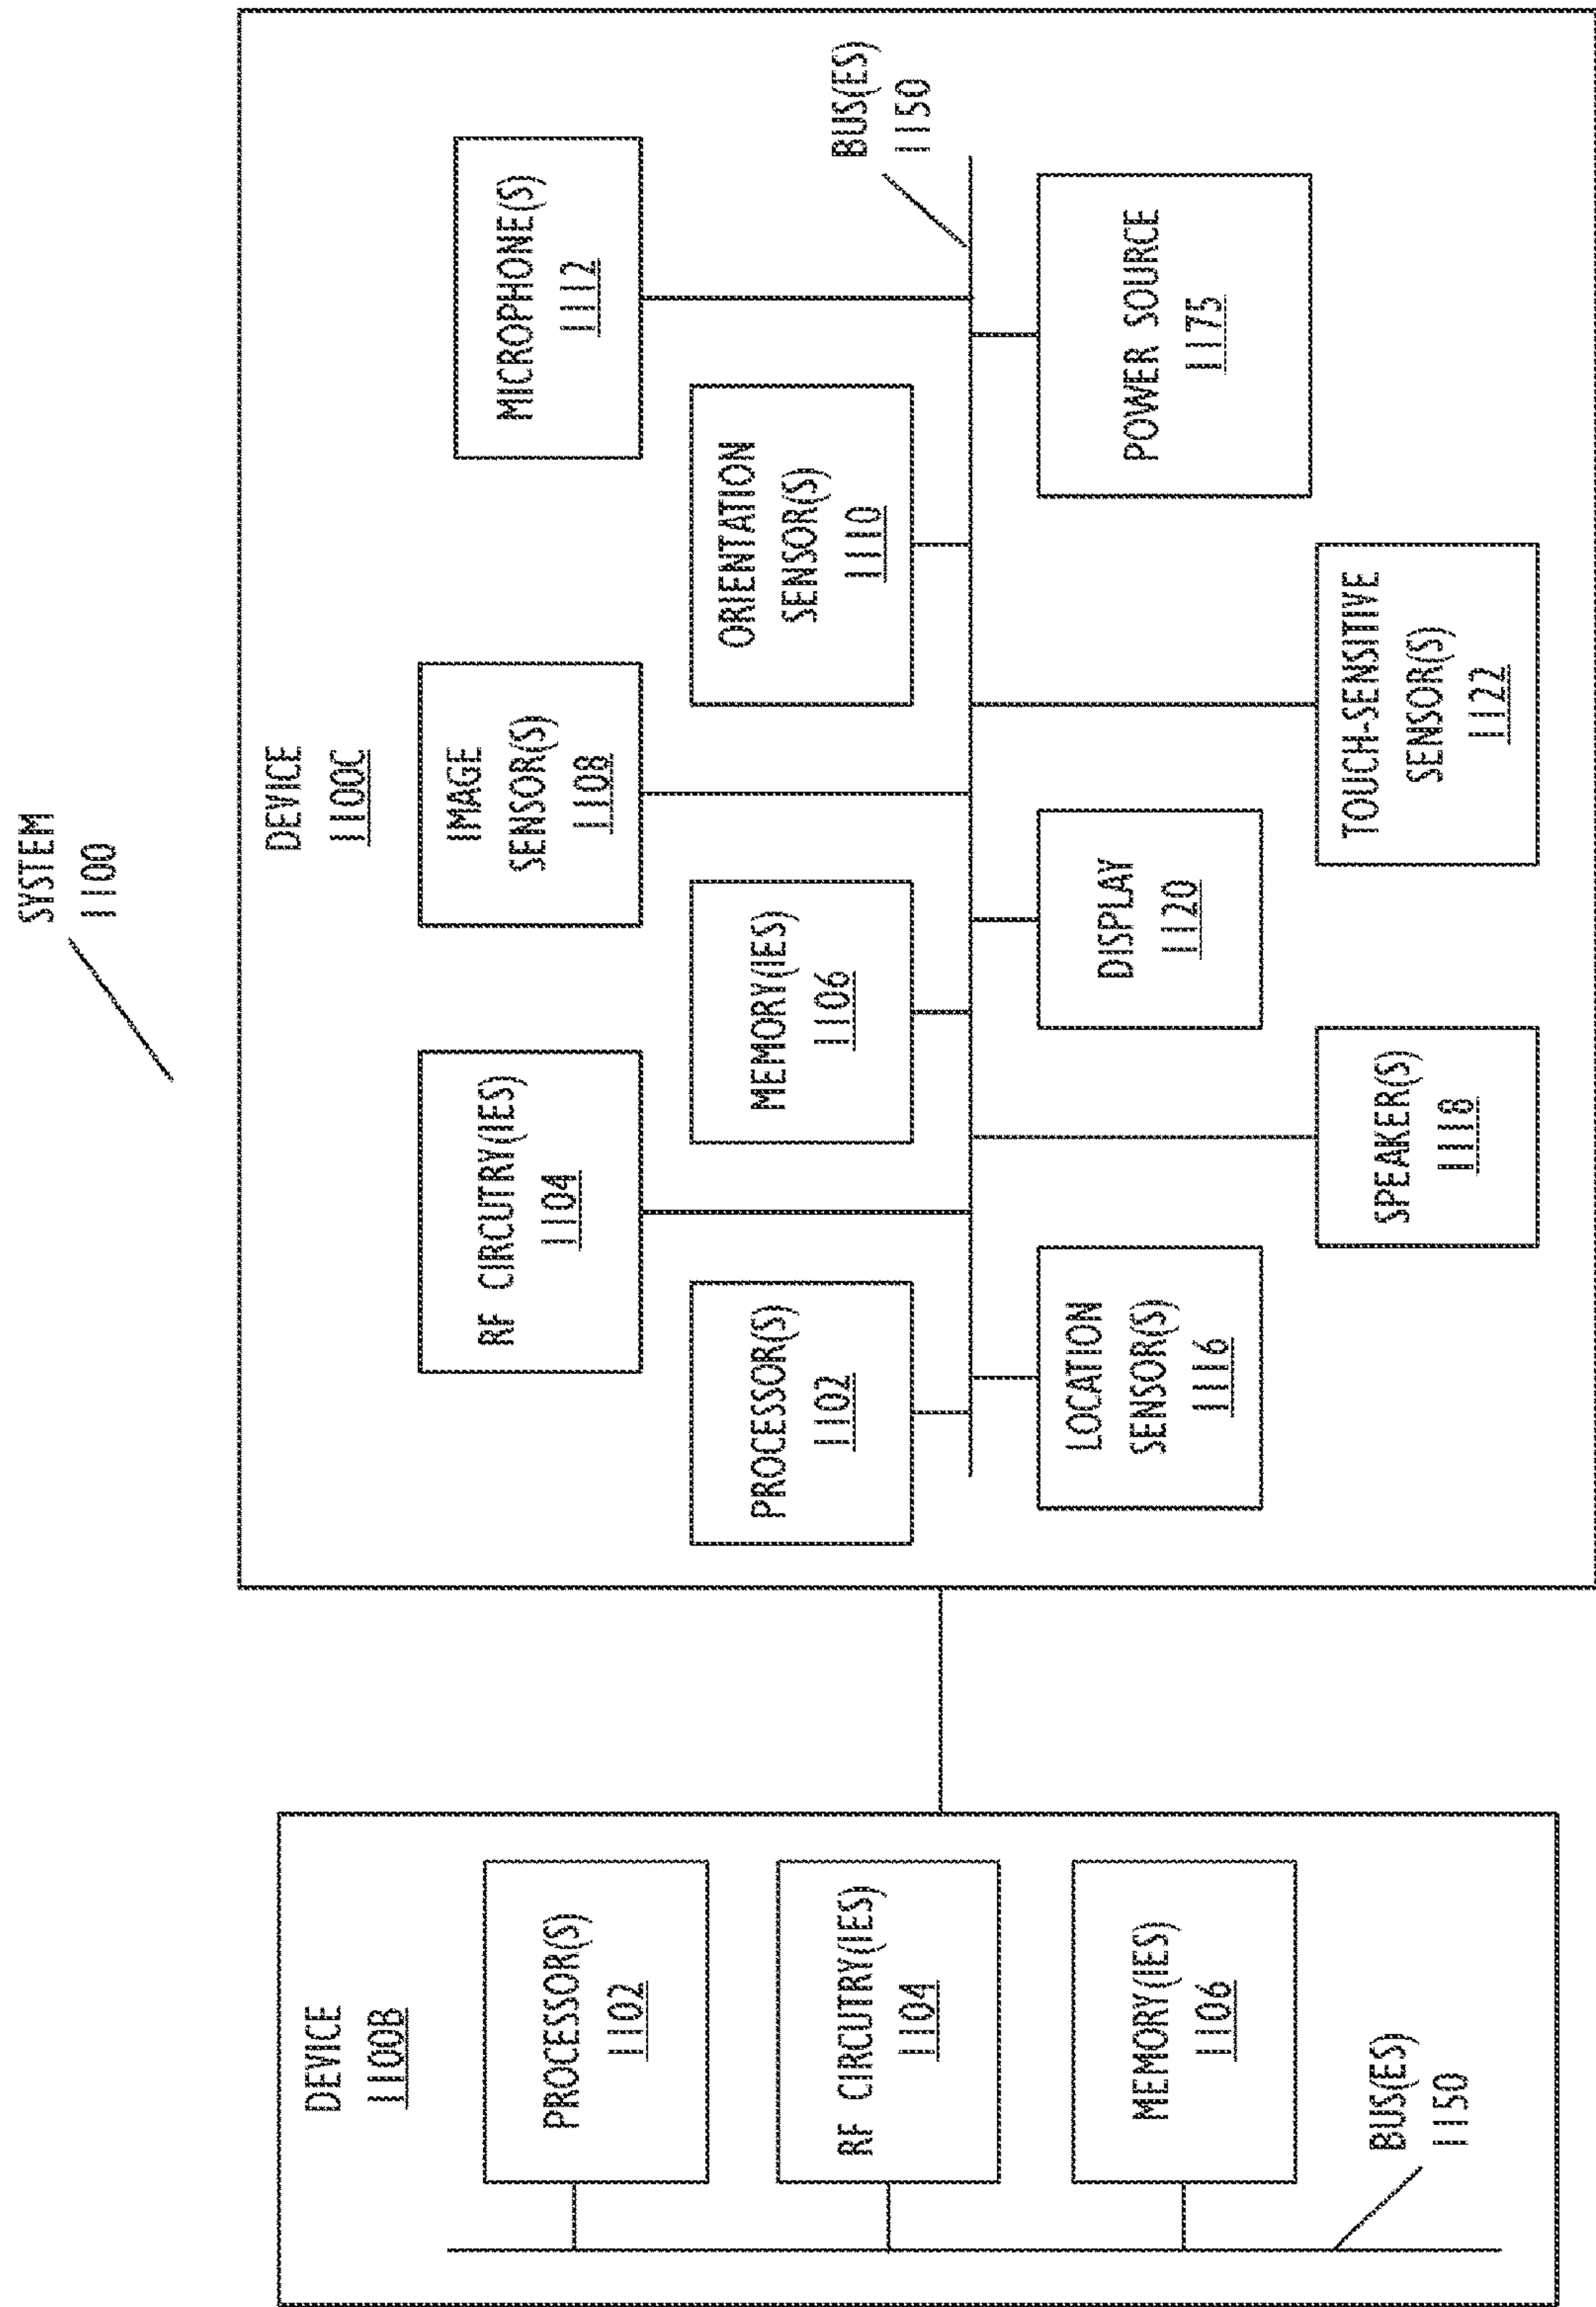 SYSTEM
1100
DEVICE
1100B
PROCESSOR(S)
1102
RF CIRCUTRY(IES)
1104
MEMORY(IES)
1106
BUS(ES)
1150
DEVICE
1100C
RF CIRCUTRY(IES)
1104
IMAGE
SENSOR(S)
1108
MICROPHONE(S)
1112
PROCESSOR(S)
1102
MEMORY(IES)
1106
ORIENTATION
SENSOR(S)
1110
BUS(ES)
1150
LOCATION
SENSOR(S)
1116
DISPLAY
1120
POWER SOURCE
1175
SPEAKER(S)
1118
TOUCH-SENSITIVE
SENSOR(S)
1122